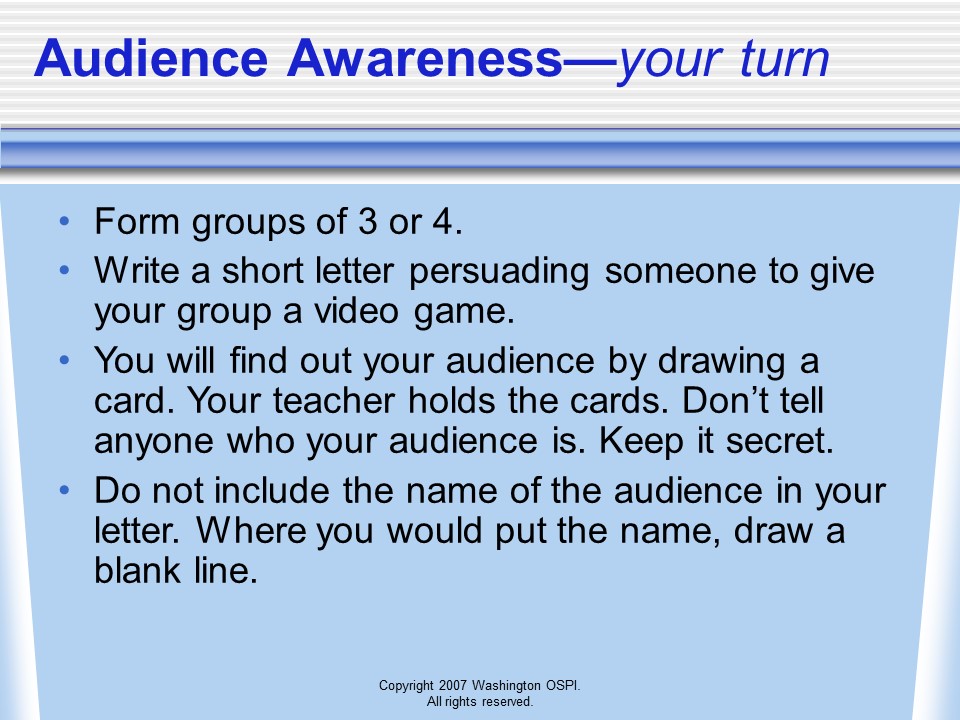 Audience Awareness—your turn
• Form groups of 3 or 4.
• Write a short letter persuading someone to give
your group a video game.
• You will find out your audience by drawing a
card. Your teacher holds the cards. Don’t tell
anyone who your audience is. Keep it secret.
• Do not include the name of the audience in your
letter. Where you would put the name, draw a
blank line.
Copyright 2007 Washington OSPI.
All rights reserved.